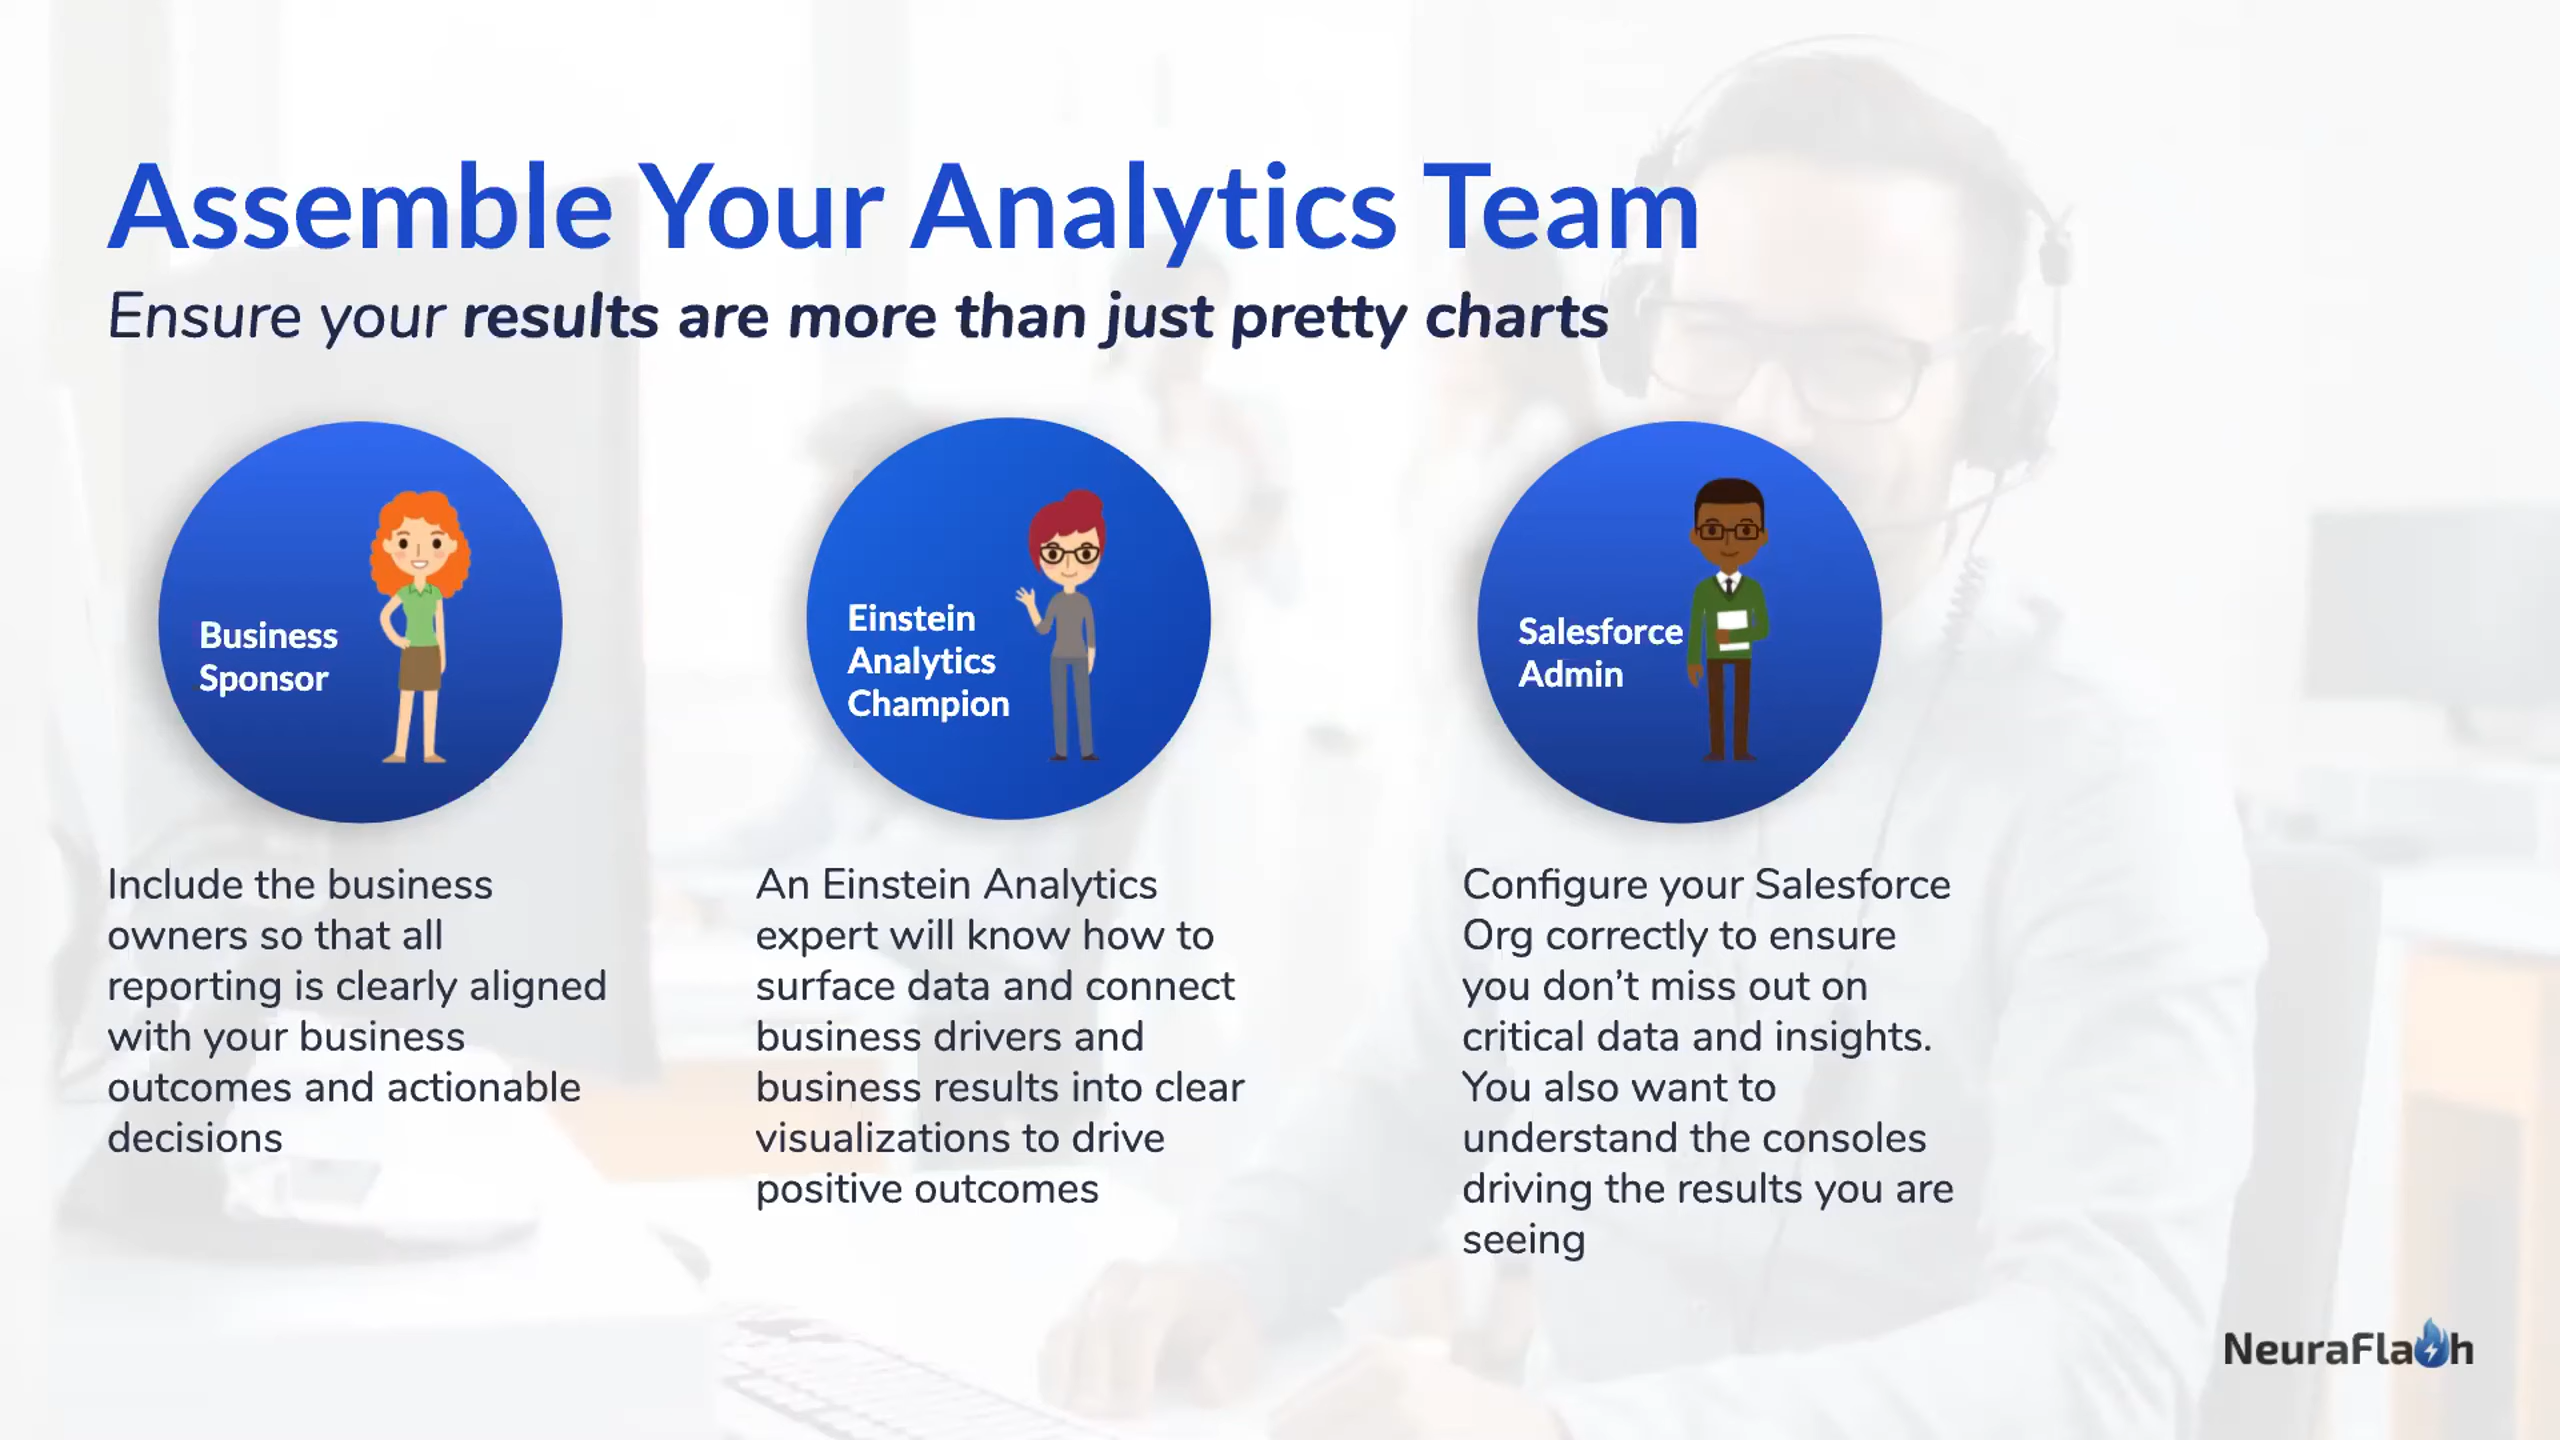 Assemble Your Analytics Team
Ensure your results are more than just pretty charts
Business
Sponsor
Include the business
owners so that all
reporting is clearly aligned
with your business
outcomes and actionable
decisions
Einstein
Analytics
Champion
An Einstein Analytics
expert will know how to
surface data and connect
business drivers and
business results into clear
visualizations to drive
positive outcomes
Salesforce
Admin
Configure your Salesforce
Org correctly to ensure
you don’t miss out on
critical data and insights.
You also want to
understand the consoles
driving the results you are
seeing
NeuraFlash